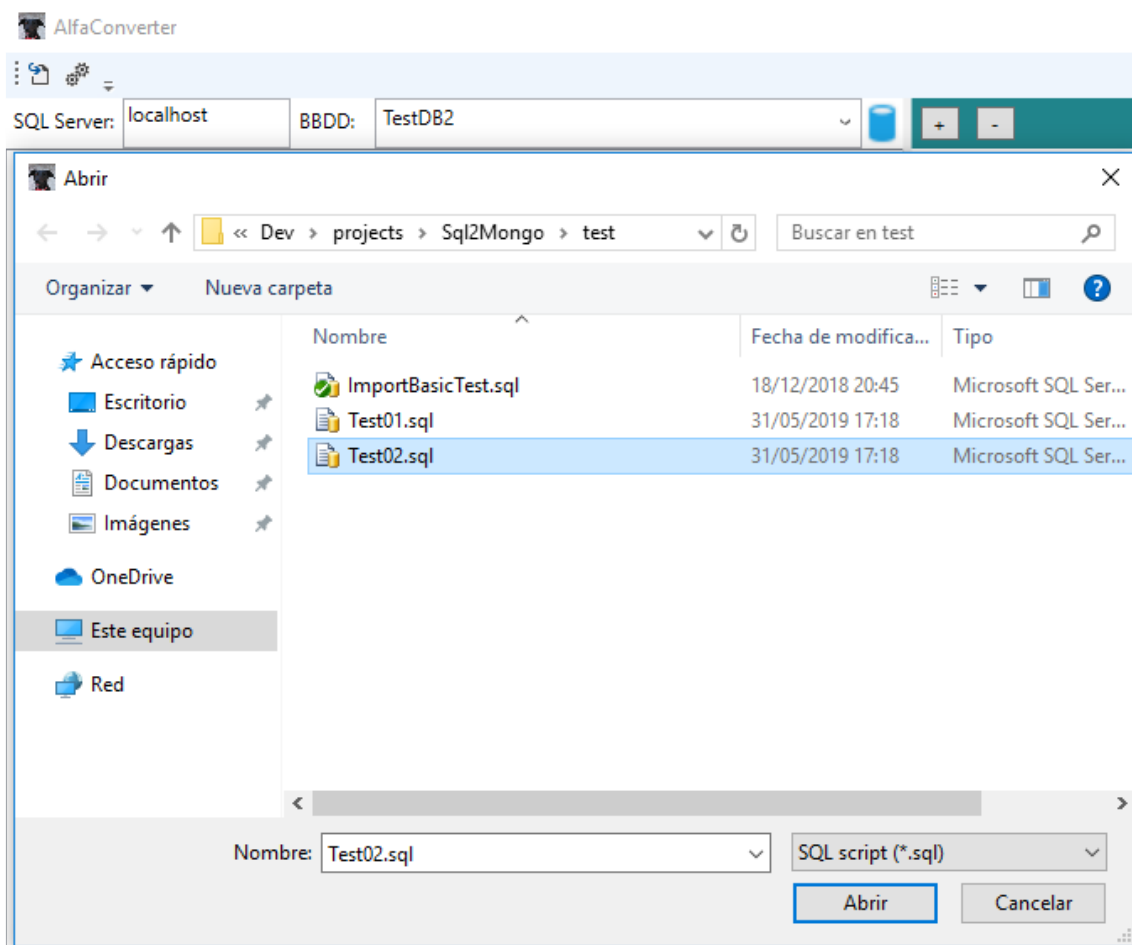 AlfaConverter
SQL Server: localhost BBDD: TestDB2 + -
Abrir
« Dev › projects › Sql2Mongo › test Buscar en test
Organizar Nueva carpeta ?
Nombre Fecha de modifica... Tipo
Acceso rápido
ImportBasicTest.sql 18/12/2018 20:45 Microsoft SQL Ser...
Escritorio
Test01.sql 31/05/2019 17:18 Microsoft SQL Ser...
Descargas
Test02.sql 31/05/2019 17:18 Microsoft SQL Ser...
Documentos
Imágenes
OneDrive
Este equipo
Red
Nombre: Test02.sql SQL script (*.sql)
Abrir Cancelar